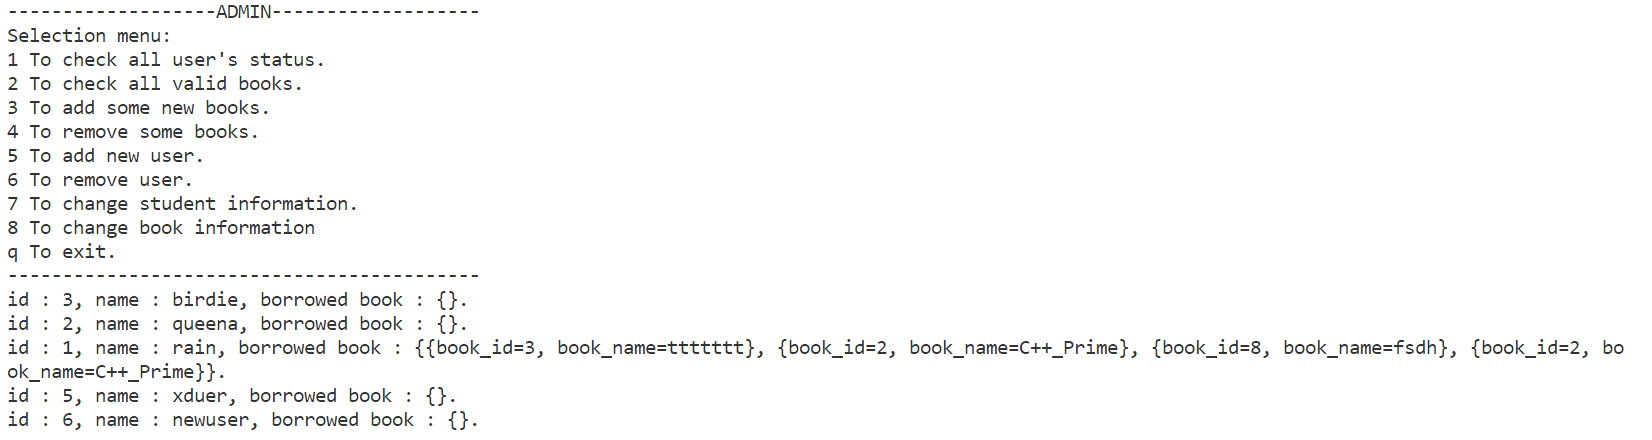 -------------------ADMIN-------------------
Selection menu:
1 To check all user's status.
2 To check all valid books.
3 To add some new books.
4 To remove some books.
5 To add new user.
6 To remove user.
7 To change student information.
8 To change book information
q To exit.
-------------------------------------------
id : 3, name : birdie, borrowed book : {}.
id : 2, name : queena, borrowed book : {}.
id : 1, name : rain, borrowed book : {{book_id=3, book_name=ttttttt}, {book_id=2, book_name=C++_Prime}, {book_id=8, book_name=fsdh}, {book_id=2, bo
ok_name=C++_Prime}}.
id : 5, name : xduer, borrowed book : {}.
id : 6, name : newuser, borrowed book : {}.